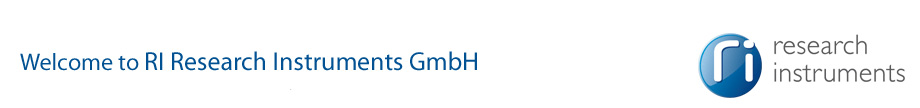 Welcome to RI Research Instruments GmbH
ri
research
instruments